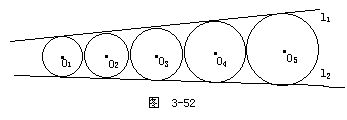 l₁
O₁ O₂ O₃ O₄ O₅
l₂
图 3-52